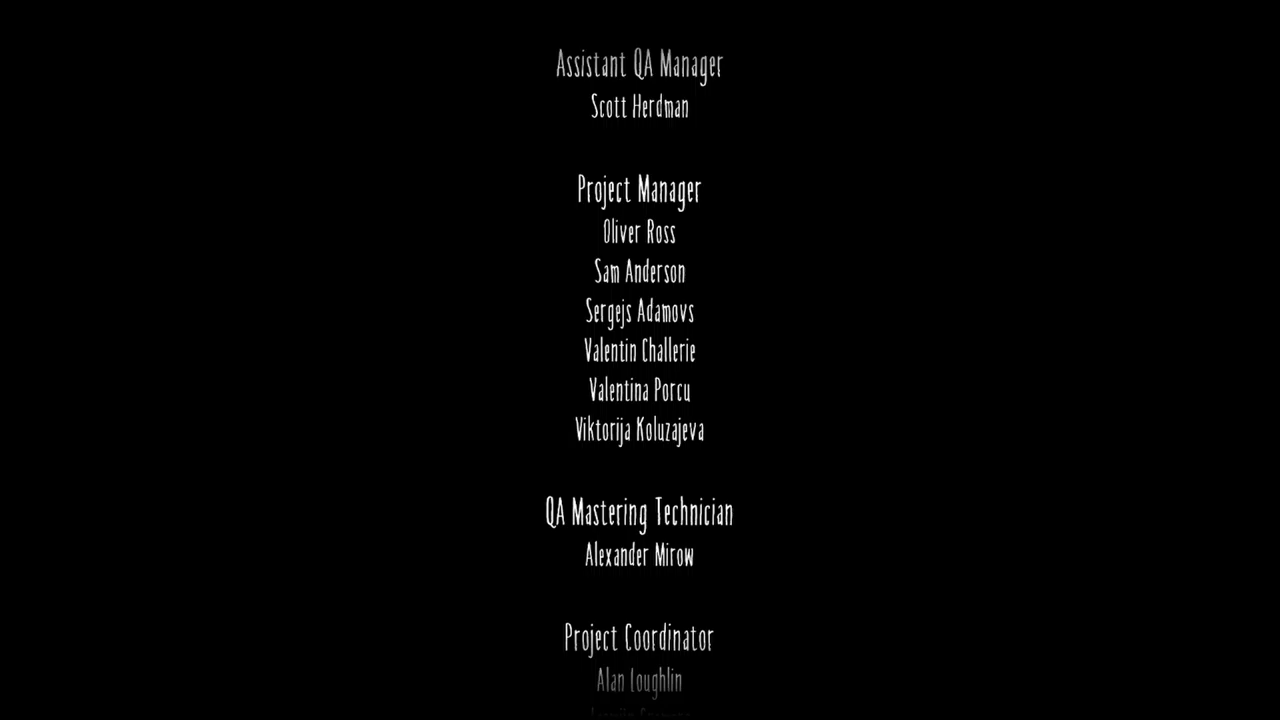 Assistant QA Manager
Scott Herdman
Project Manager
Oliver Ross
Sam Anderson
Sergejs Adamovs
Valentin Challerie
Valentina Porcu
Viktorija Koluzajeva
QA Mastering Technician
Alexander Mirow
Project Coordinator
Alan Loughlin